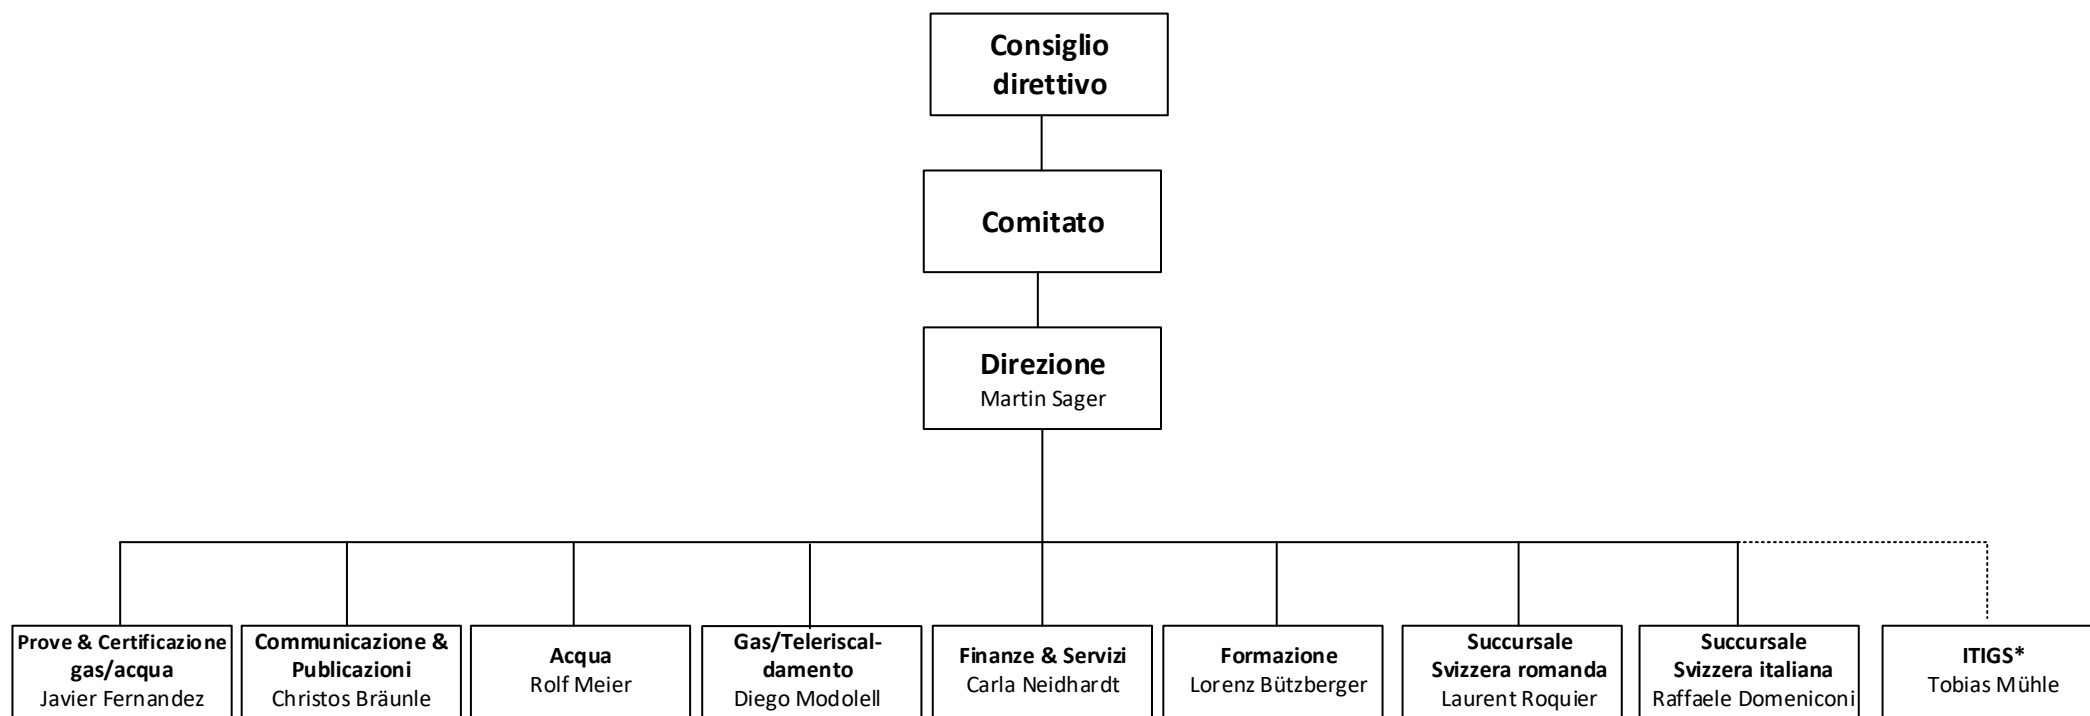 Consiglio
direttivo
Comitato
Direzione
Martin Sager
Prove & Certificazione
gas/acqua
Javier Fernandez
Communicazione &
Publicazioni
Christos Bräunle
Acqua
Rolf Meier
Gas/Teleriscal-
damento
Diego Modolell
Finanze & Servizi
Carla Neidhardt
Formazione
Lorenz Bützberger
Succursale
Svizzera romanda
Laurent Roquier
Succursale
Svizzera italiana
Raffaele Domeniconi
ITIGS*
Tobias Mühle